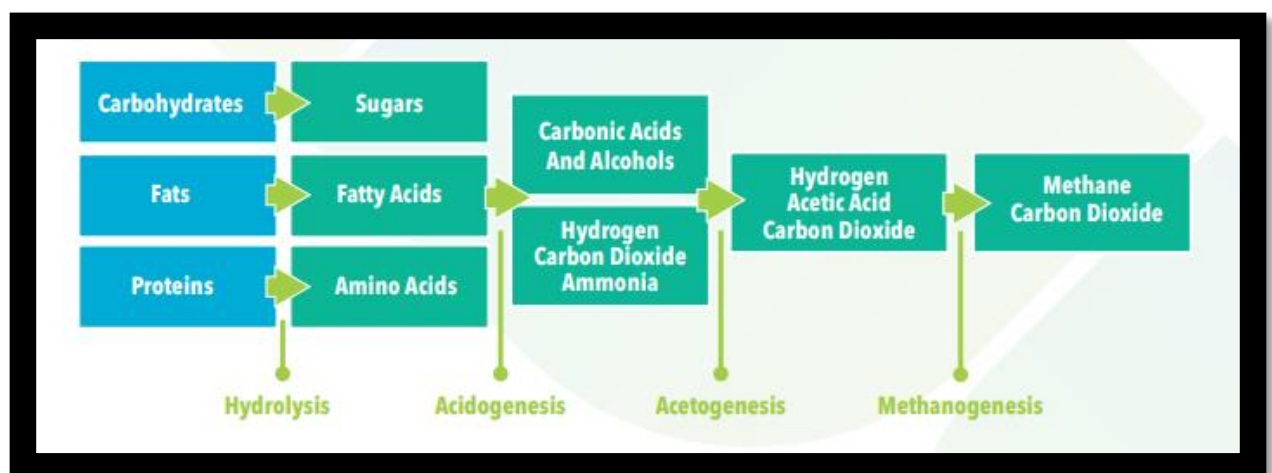 Carbohydrates
Sugars
Fats
Fatty Acids
Proteins
Amino Acids
Carbonic Acids
And Alcohols
Hydrogen
Carbon Dioxide
Ammonia
Hydrogen
Acetic Acid
Carbon Dioxide
Methane
Carbon Dioxide
Hydrolysis
Acidogenesis
Acetogenesis
Methanogenesis